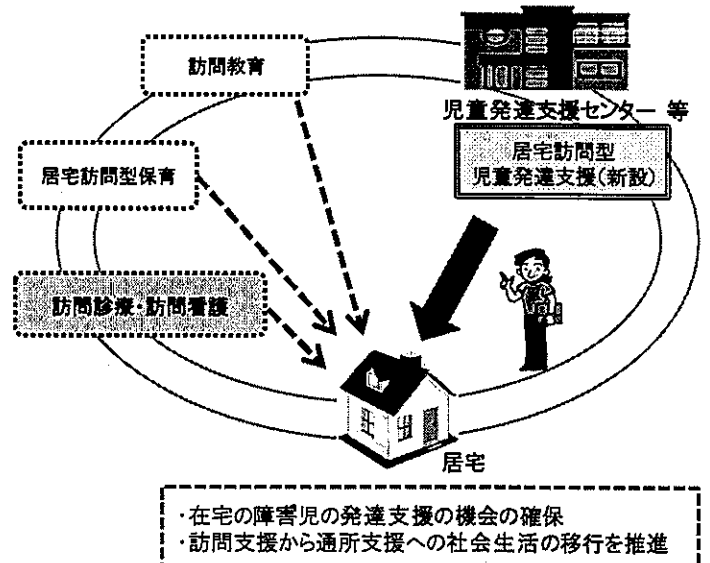 訪問教育
児童発達支援センター 等
居宅訪問型
児童発達支援(新設)
居宅訪問型保育
訪問診療・訪問看護
居宅
・在宅の障害児の発達支援の機会の確保
・訪問支援から通所支援への社会生活の移行を推進